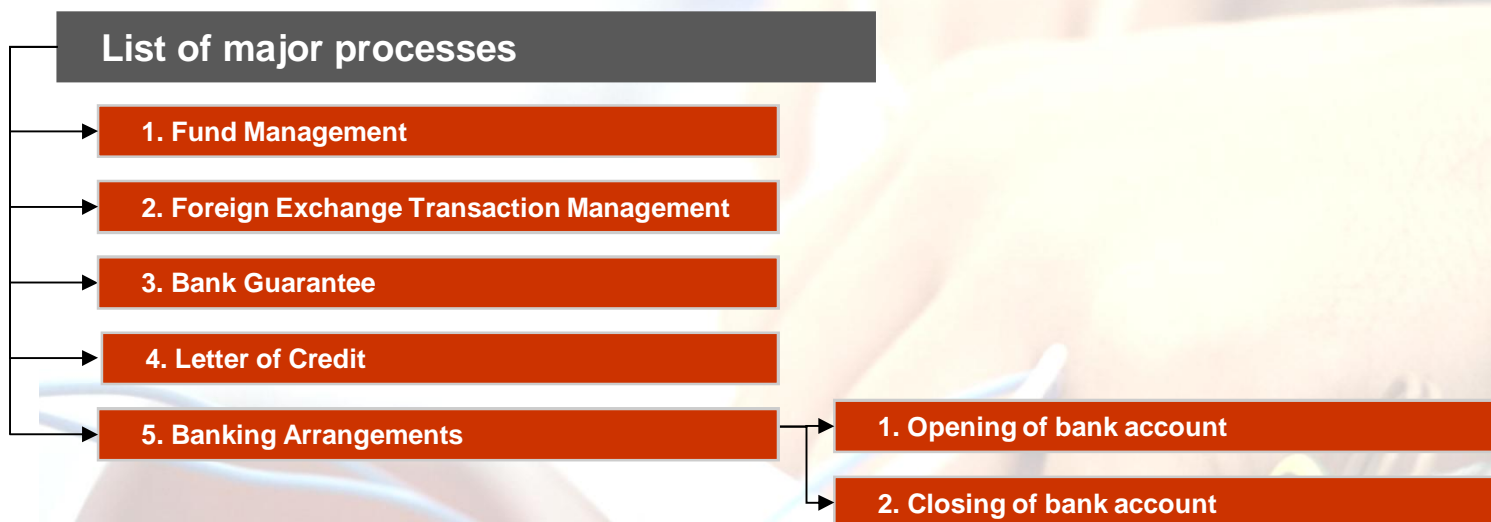 List of major processes
1. Fund Management
2. Foreign Exchange Transaction Management
3. Bank Guarantee
4. Letter of Credit
5. Banking Arrangements
1. Opening of bank account
2. Closing of bank account